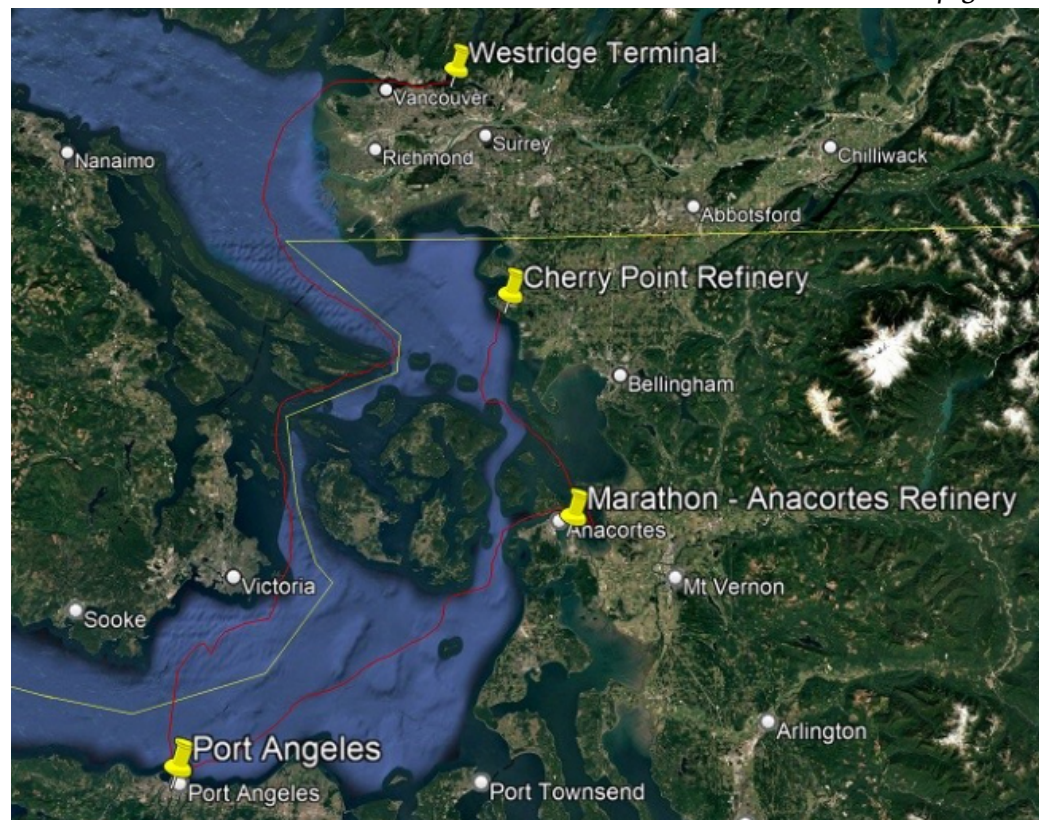 Westridge Terminal
Vancouver
Nanaimo
Richmond
Surrey
Chilliwack
Abbotsford
Cherry Point Refinery
Bellingham
Marathon - Anacortes Refinery
Anacortes
Victoria
Mt Vernon
Sooke
Arlington
Port Angeles
Port Angeles
Port Townsend